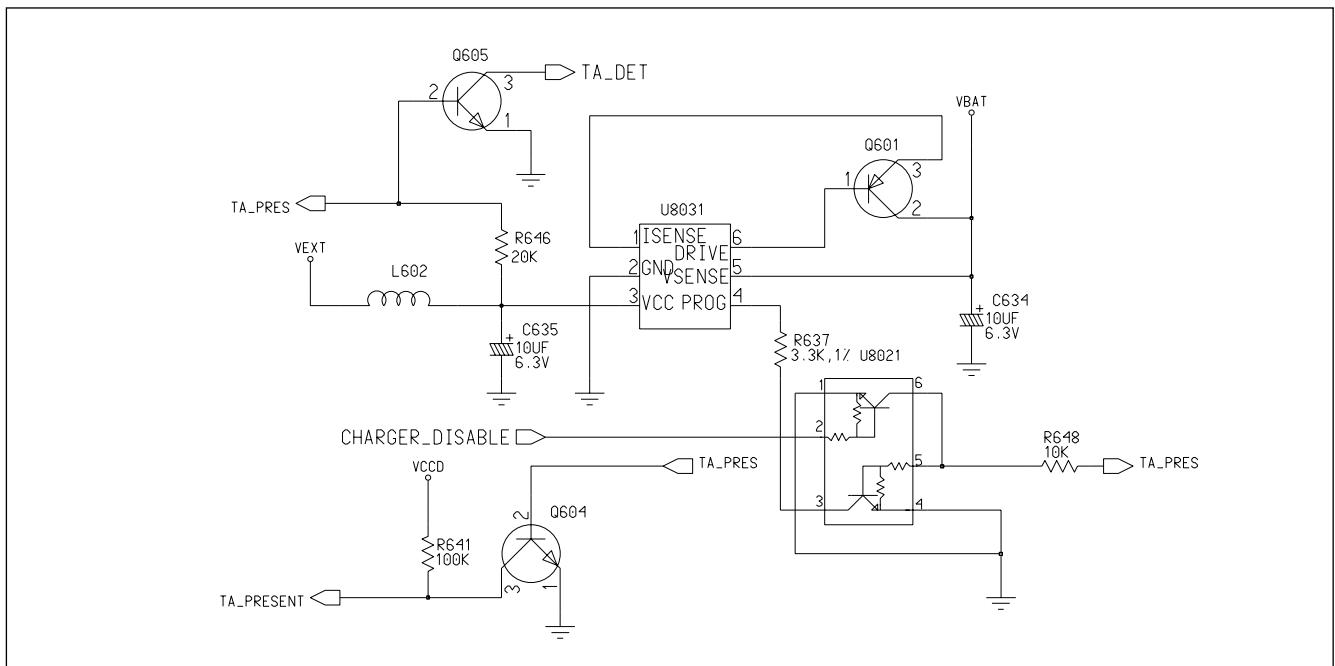 Q605
2
3
1
TA_DET
VBAT
Q601
1
3
2
TA_PRES
R646
20K
VEXT
L602
U8031
1 ISENSE
DRIVE 6
2 GND
VSENSE 5
3 VCC PROG 4
+
C635
10UF
6.3V
+
C634
10UF
6.3V
R637
3.3K,1% U8021
1
6
2
5
3
4
CHARGER_DISABLE
VCCD
TA_PRES
R648
10K
TA_PRES
2
Q604
R641
100K
3
1
TA_PRESENT